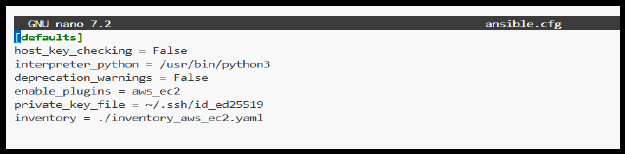 GNU nano 7.2 ansible.cfg
[defaults]
host_key_checking = False
interpreter_python = /usr/bin/python3
deprecation_warnings = False
enable_plugins = aws_ec2
private_key_file = ~/.ssh/id_ed25519
inventory = ./inventory_aws_ec2.yaml